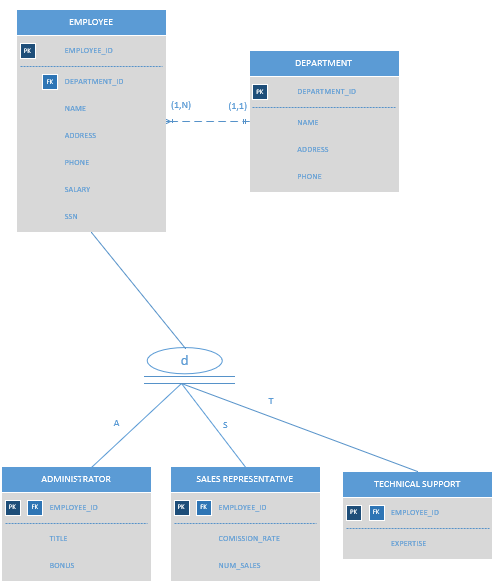 EMPLOYEE
PK EMPLOYEE_ID
FK DEPARTMENT_ID
NAME
ADDRESS
PHONE
SALARY
SSN
(1,N) (1,1)
DEPARTMENT
PK DEPARTMENT_ID
NAME
ADDRESS
PHONE
d
A
S
T
ADMINISTRATOR
PK FK EMPLOYEE_ID
TITLE
BONUS
SALES REPRESENTATIVE
PK FK EMPLOYEE_ID
COMISSION_RATE
NUM_SALES
TECHNICAL SUPPORT
PK FK EMPLOYEE_ID
EXPERTISE